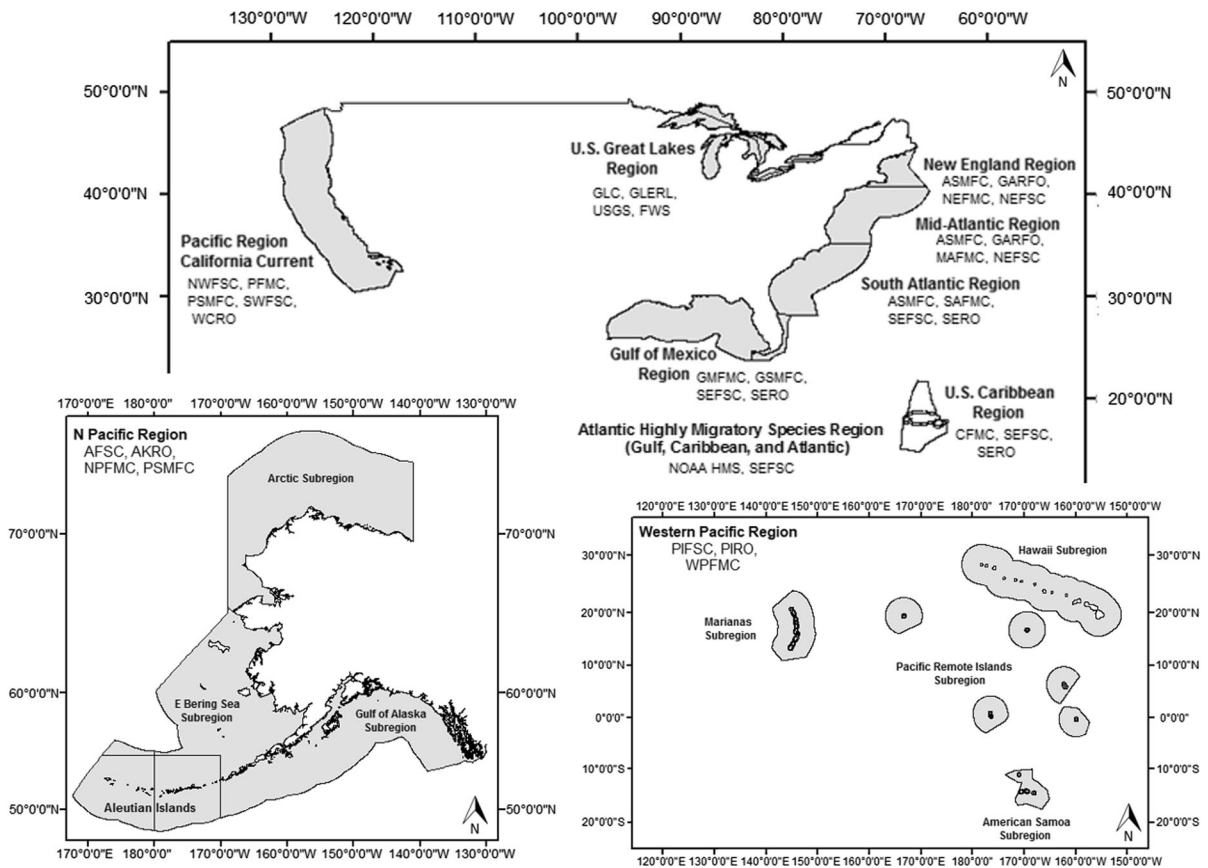 130°0'0"W 120°0'0"W 110°0'0"W 100°0'0"W 90°0'0"W 80°0'0"W 70°0'0"W 60°0'0"W
N
50°0'0"N 50°0'0"N
40°0'0"N 40°0'0"N
30°0'0"N 30°0'0"N
20°0'0"N
U.S. Great Lakes
Region
GLC, GLERL,
USGS, FWS
New England Region
ASMFC, GARFO,
NEFMC, NEFSC
Mid-Atlantic Region
ASMFC, GARFO,
MAFMC, NEFSC
Pacific Region
California Current
NWFSC, PFMC,
PSMFC, SWFSC,
WCRO
South Atlantic Region
ASMFC, SAFMC,
SEFSC, SERO
Gulf of Mexico
Region
GMFMC, GSMFC,
SEFSC, SERO
U.S. Caribbean
Region
CFMC, SEFSC,
SERO
Atlantic Highly Migratory Species Region
(Gulf, Caribbean, and Atlantic)
NOAA HMS, SEFSC
170°0'0"E 180°0'0" 170°0'0"W 160°0'0"W 150°0'0"W 140°0'0"W 130°0'0"W
N Pacific Region
AFSC, AKRO,
NPFMC, PSMFC
Arctic Subregion
70°0'0"N 70°0'0"N
60°0'0"N 60°0'0"N
E Bering Sea
Subregion
Gulf of Alaska
Subregion
Aleutian Islands
50°0'0"N 50°0'0"N
N
170°0'0"E 180°0'0" 170°0'0"W 160°0'0"W 150°0'0"W 140°0'0"W 130°0'0"W
120°0'0"E 130°0'0"E 140°0'0"E 150°0'0"E 160°0'0"E 170°0'0"E 180°0'0" 170°0'0"W 160°0'0"W 150°0'0"W
Western Pacific Region
PIFSC, PIRO,
WPFMC
Hawaii Subregion
30°0'0"N 30°0'0"N
20°0'0"N 20°0'0"N
Marianas
Subregion
10°0'0"N 10°0'0"N
Pacific Remote Islands
Subregion
0°0'0" 0°0'0"
10°0'0"S 10°0'0"S
American Samoa
Subregion
20°0'0"S 20°0'0"S
N
120°0'0"E 130°0'0"E 140°0'0"E 150°0'0"E 160°0'0"E 170°0'0"E 180°0'0" 170°0'0"W 160°0'0"W 150°0'0"W